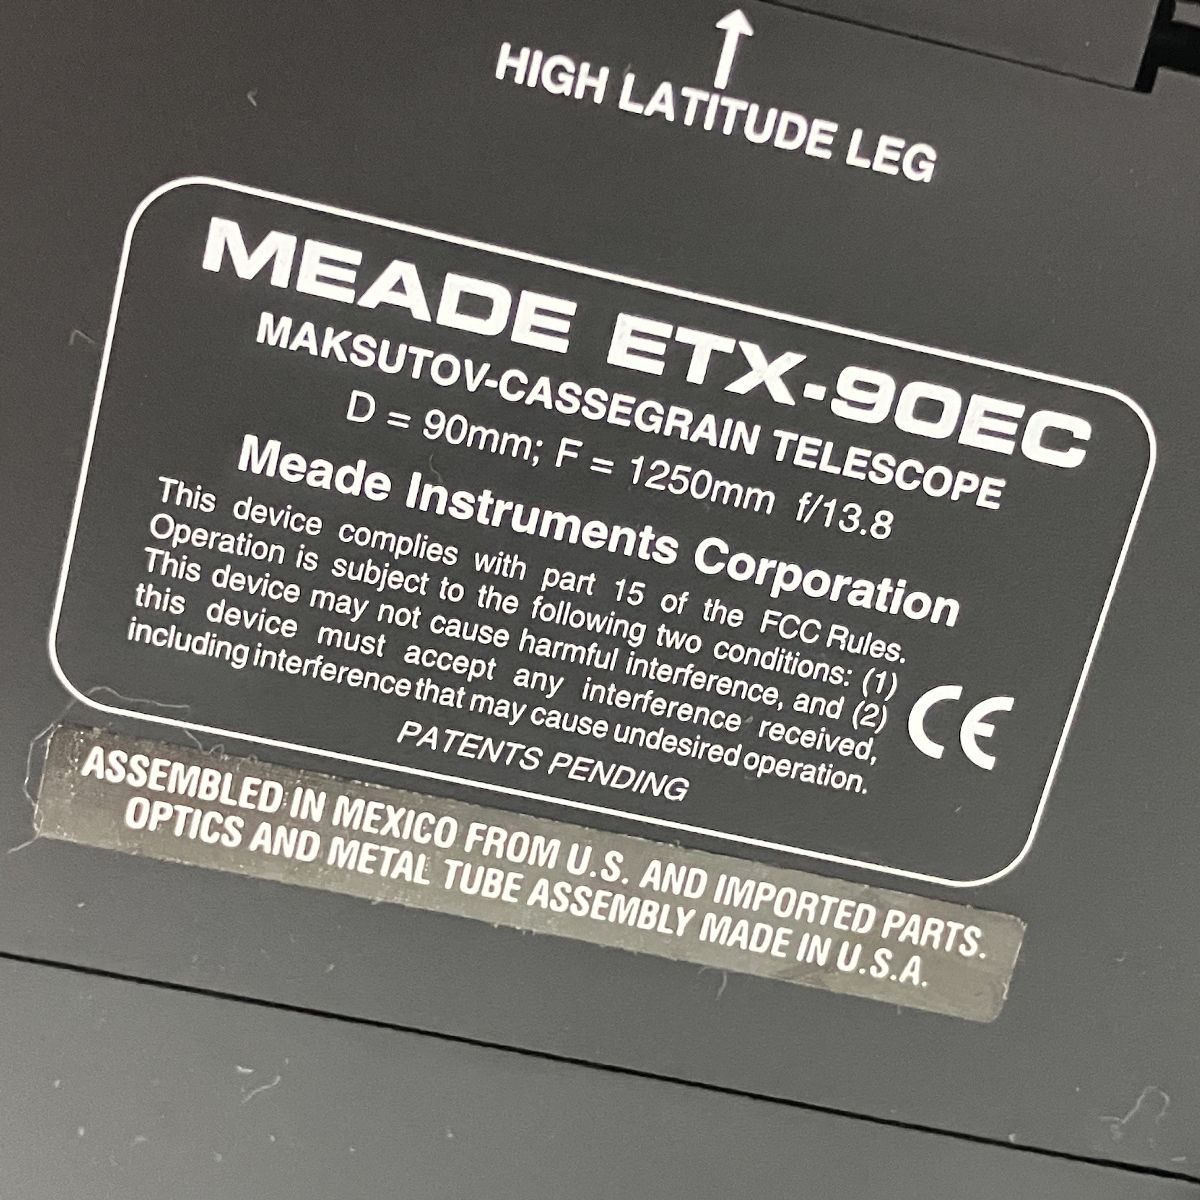 HIGH LATITUDE LEG
MEADE ETX-90EC
MAKSUTOV-CASSEGRAIN TELESCOPE
D = 90mm; F = 1250mm f/13.8
Meade Instruments Corporation
This device complies with part 15 of the FCC Rules.
Operation is subject to the following two conditions: (1)
This device may not cause harmful interference, and (2)
this device must accept any interference received,
including interference that may cause undesired operation.
CE
PATENTS PENDING
ASSEMBLED IN MEXICO FROM U.S. AND IMPORTED PARTS.
OPTICS AND METAL TUBE ASSEMBLY MADE IN U.S.A.